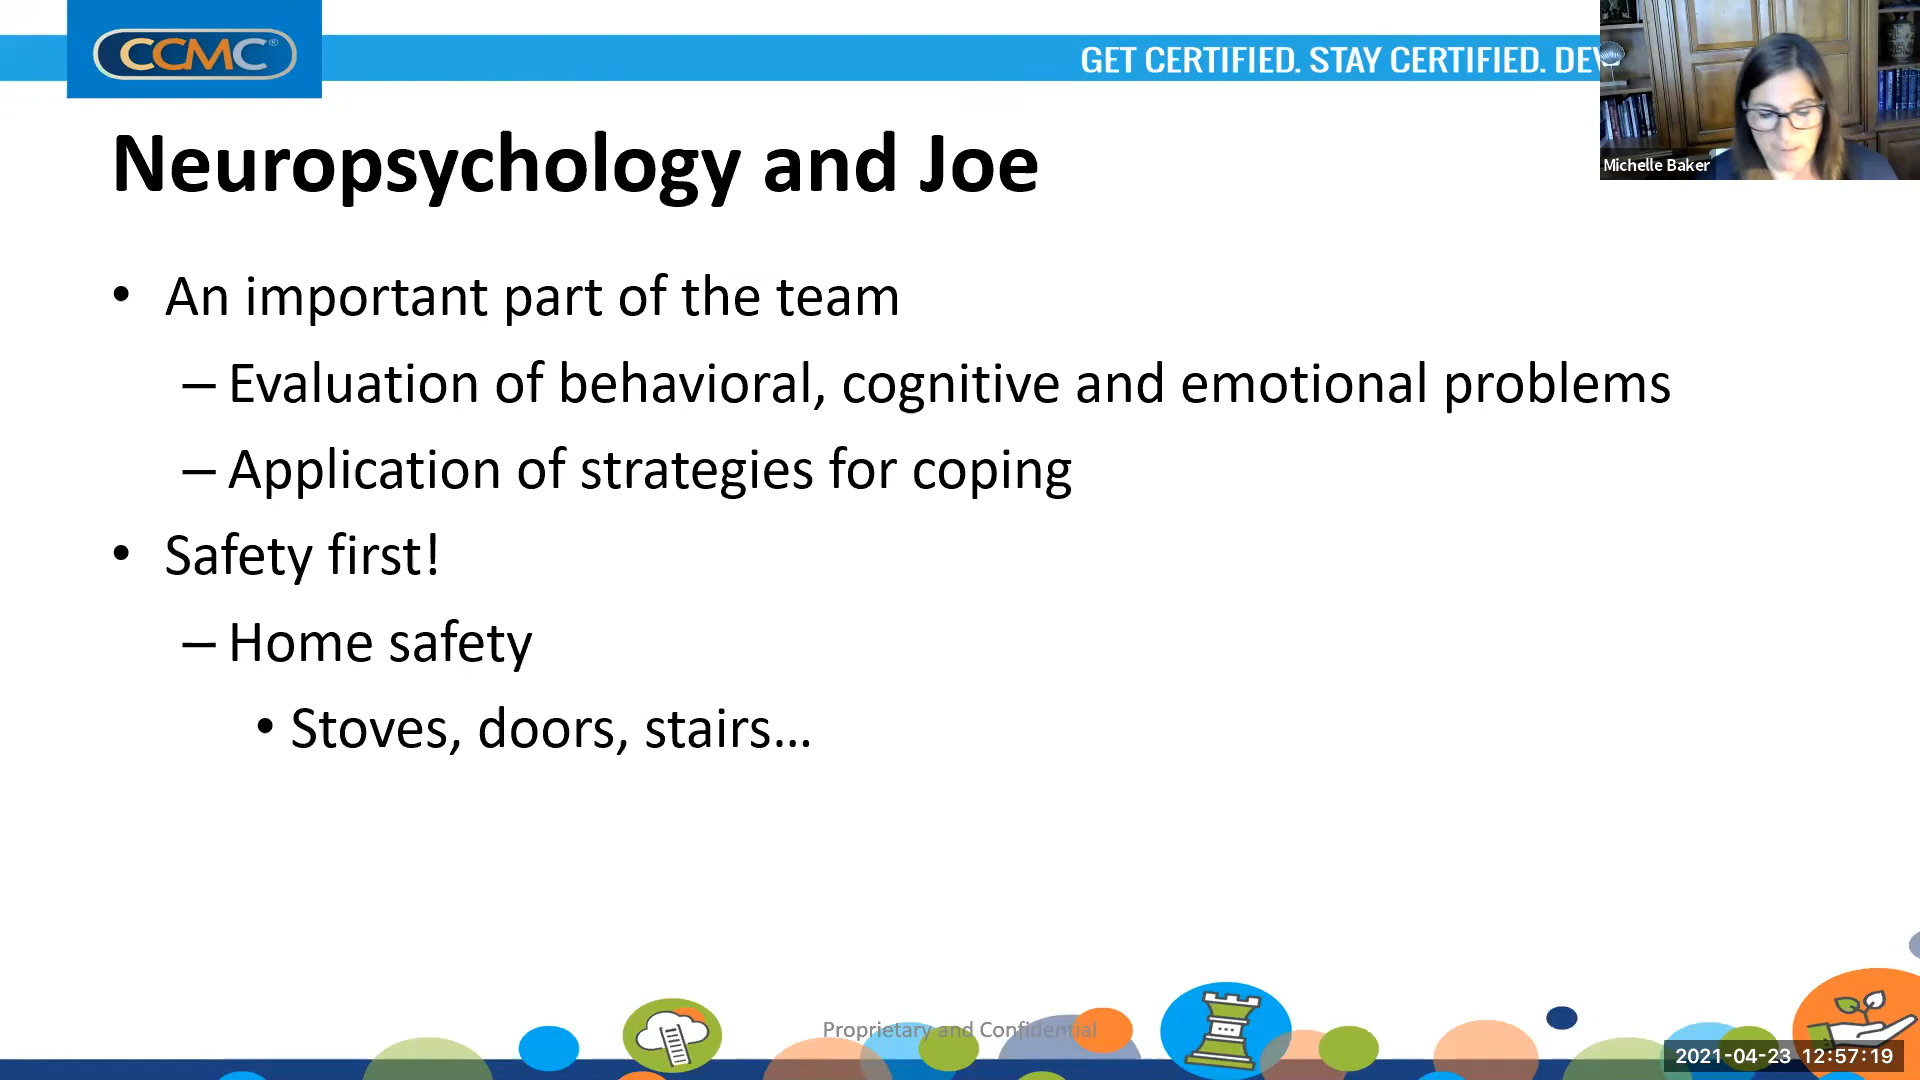 CCMC®
GET CERTIFIED. STAY CERTIFIED. DEV
Michelle Baker
Neuropsychology and Joe
• An important part of the team
– Evaluation of behavioral, cognitive and emotional problems
– Application of strategies for coping
• Safety first!
– Home safety
• Stoves, doors, stairs…
Proprietary and Confidential
2021-04-23 12:57:19